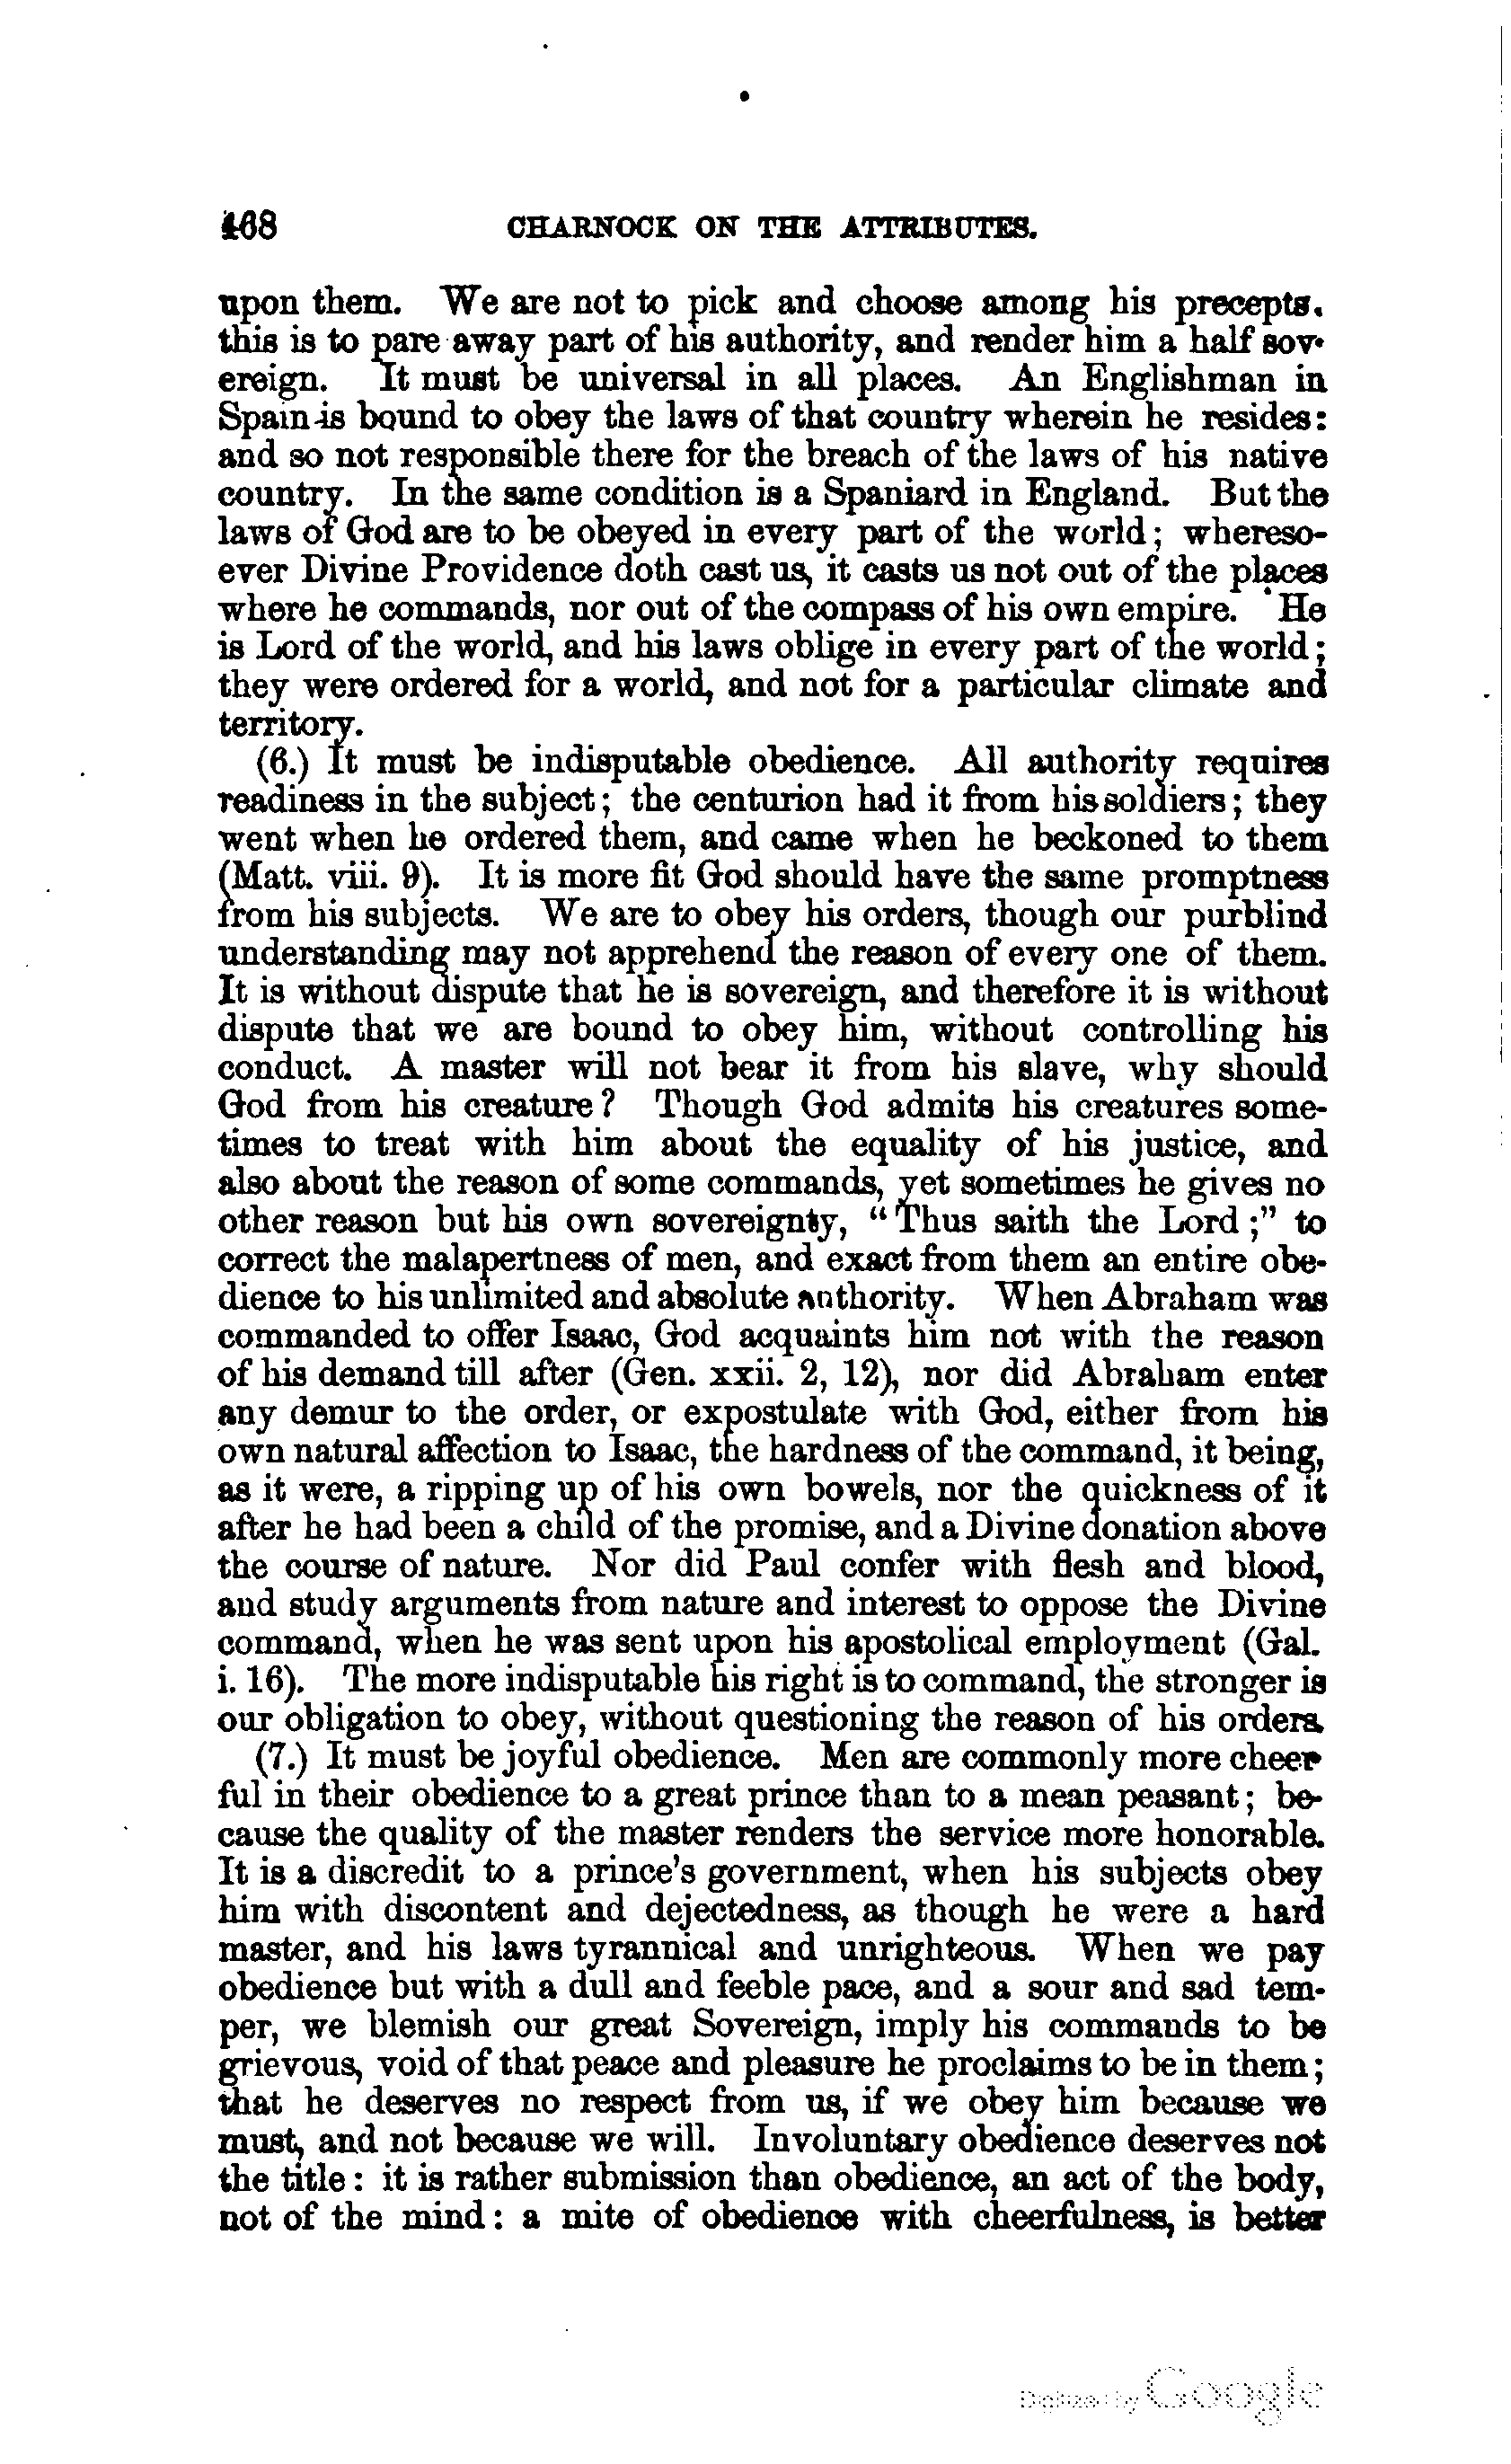 468 CHARNOCK ON THE ATTRIBUTES.
upon them. We are not to pick and choose among his precepts.
this is to pare away part of his authority, and render him a half sov-
ereign. It must be universal in all places. An Englishman in
Spain is bound to obey the laws of that country wherein he resides:
and so not responsible there for the breach of the laws of his native
country. In the same condition is a Spaniard in England. But the
laws of God are to be obeyed in every part of the world; whereso-
ever Divine Providence doth cast us, it casts us not out of the places
where he commands, nor out of the compass of his own empire. He
is Lord of the world, and his laws oblige in every part of the world;
they were ordered for a world, and not for a particular climate and
territory.
(6.) It must be indisputable obedience. All authority requires
readiness in the subject; the centurion had it from his soldiers; they
went when he ordered them, and came when he beckoned to them
(Matt. viii. 9). It is more fit God should have the same promptness
from his subjects. We are to obey his orders, though our purblind
understanding may not apprehend the reason of every one of them.
It is without dispute that he is sovereign, and therefore it is without
dispute that we are bound to obey him, without controlling his
conduct. A master will not bear it from his slave, why should
God from his creature? Though God admits his creatures some-
times to treat with him about the equality of his justice, and
also about the reason of some commands, yet sometimes he gives no
other reason but his own sovereignty, "Thus saith the Lord;" to
correct the malapertness of men, and exact from them an entire obe-
dience to his unlimited and absolute authority. When Abraham was
commanded to offer Isaac, God acquaints him not with the reason
of his demand till after (Gen. xxii. 2, 12), nor did Abraham enter
any demur to the order, or expostulate with God, either from his
own natural affection to Isaac, the hardness of the command, it being,
as it were, a ripping up of his own bowels, nor the quickness of it
after he had been a child of the promise, and a Divine donation above
the course of nature. Nor did Paul confer with flesh and blood,
and study arguments from nature and interest to oppose the Divine
command, when he was sent upon his apostolical employment (Gal.
i. 16). The more indisputable his right is to command, the stronger is
our obligation to obey, without questioning the reason of his orders.
(7.) It must be joyful obedience. Men are commonly more cheer-
ful in their obedience to a great prince than to a mean peasant; be-
cause the quality of the master renders the service more honorable.
It is a discredit to a prince's government, when his subjects obey
him with discontent and dejectedness, as though he were a hard
master, and his laws tyrannical and unrighteous. When we pay
obedience but with a dull and feeble pace, and a sour and sad tem-
per, we blemish our great Sovereign, imply his commands to be
grievous, void of that peace and pleasure he proclaims to be in them;
that he deserves no respect from us, if we obey him because we
must, and not because we will. Involuntary obedience deserves not
the title: it is rather submission than obedience, an act of the body,
not of the mind: a mite of obedience with cheerfulness, is better
Digitized by Google